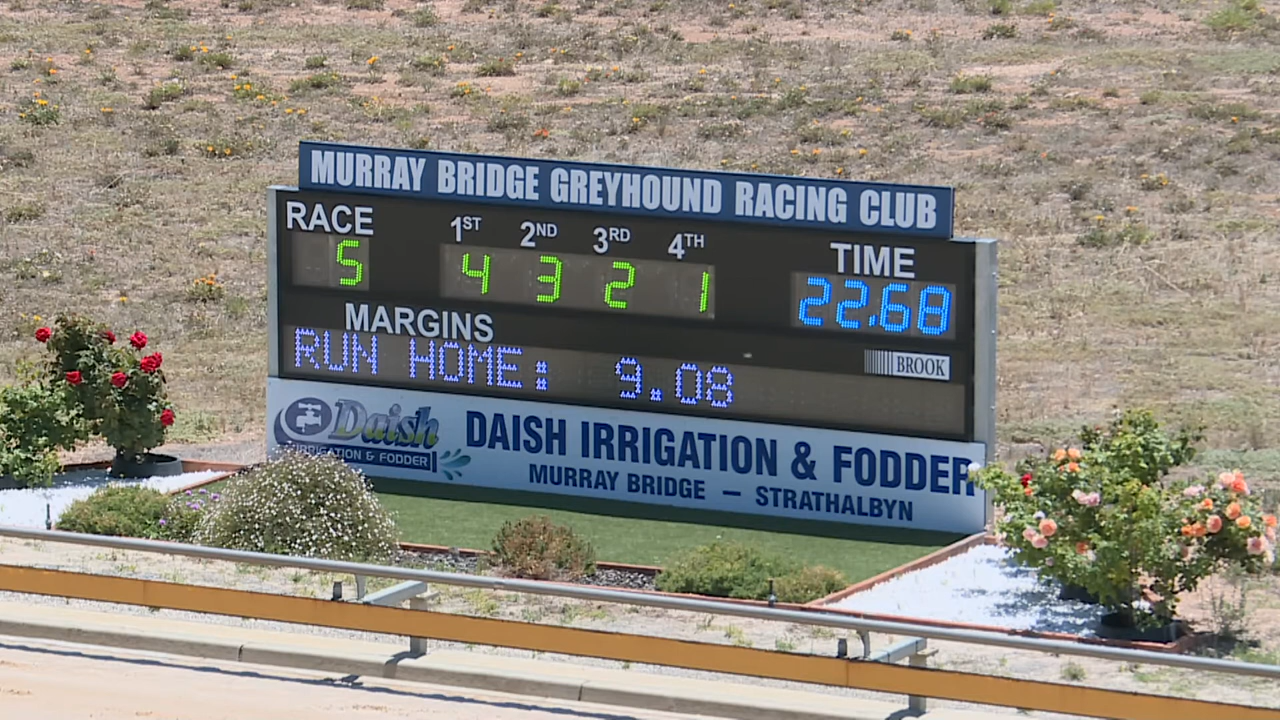 MURRAY BRIDGE GREYHOUND RACING CLUB
RACE 1ST 2ND 3RD 4TH TIME
5 4 3 2 1 22.68
MARGINS
RUN HOME: 9.08
BROOK
Daish
IRRIGATION & FODDER
DAISH IRRIGATION & FODDER
MURRAY BRIDGE – STRATHALBYN